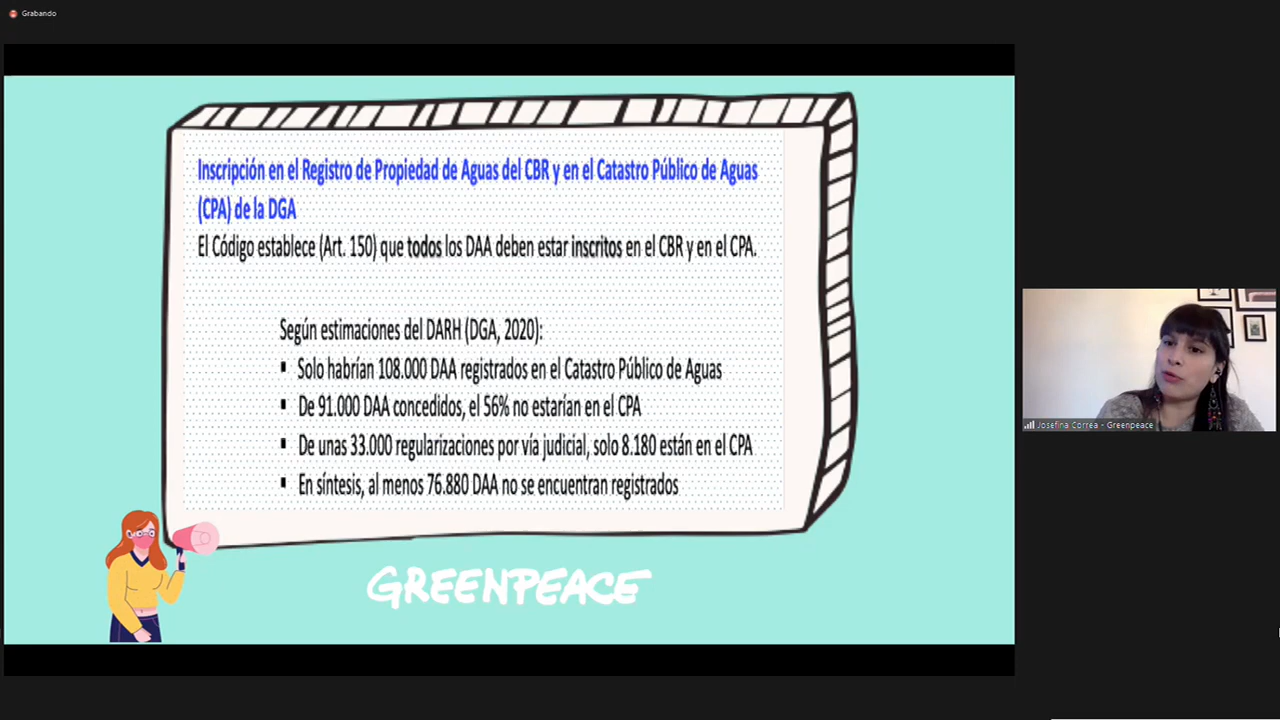 Grabando
Inscripción en el Registro de Propiedad de Aguas del CBR y en el Catastro Público de Aguas
(CPA) de la DGA
El Código establece (Art. 150) que todos los DAA deben estar inscritos en el CBR y en el CPA.
Según estimaciones del DARH (DGA, 2020):
▪ Solo habrían 108.000 DAA registrados en el Catastro Público de Aguas
▪ De 91.000 DAA concedidos, el 56% no estarían en el CPA
▪ De unas 33.000 regularizaciones por vía judicial, solo 8.180 están en el CPA
▪ En síntesis, al menos 76.880 DAA no se encuentran registrados
GREENPEACE
Josefina Correa - Greenpeace